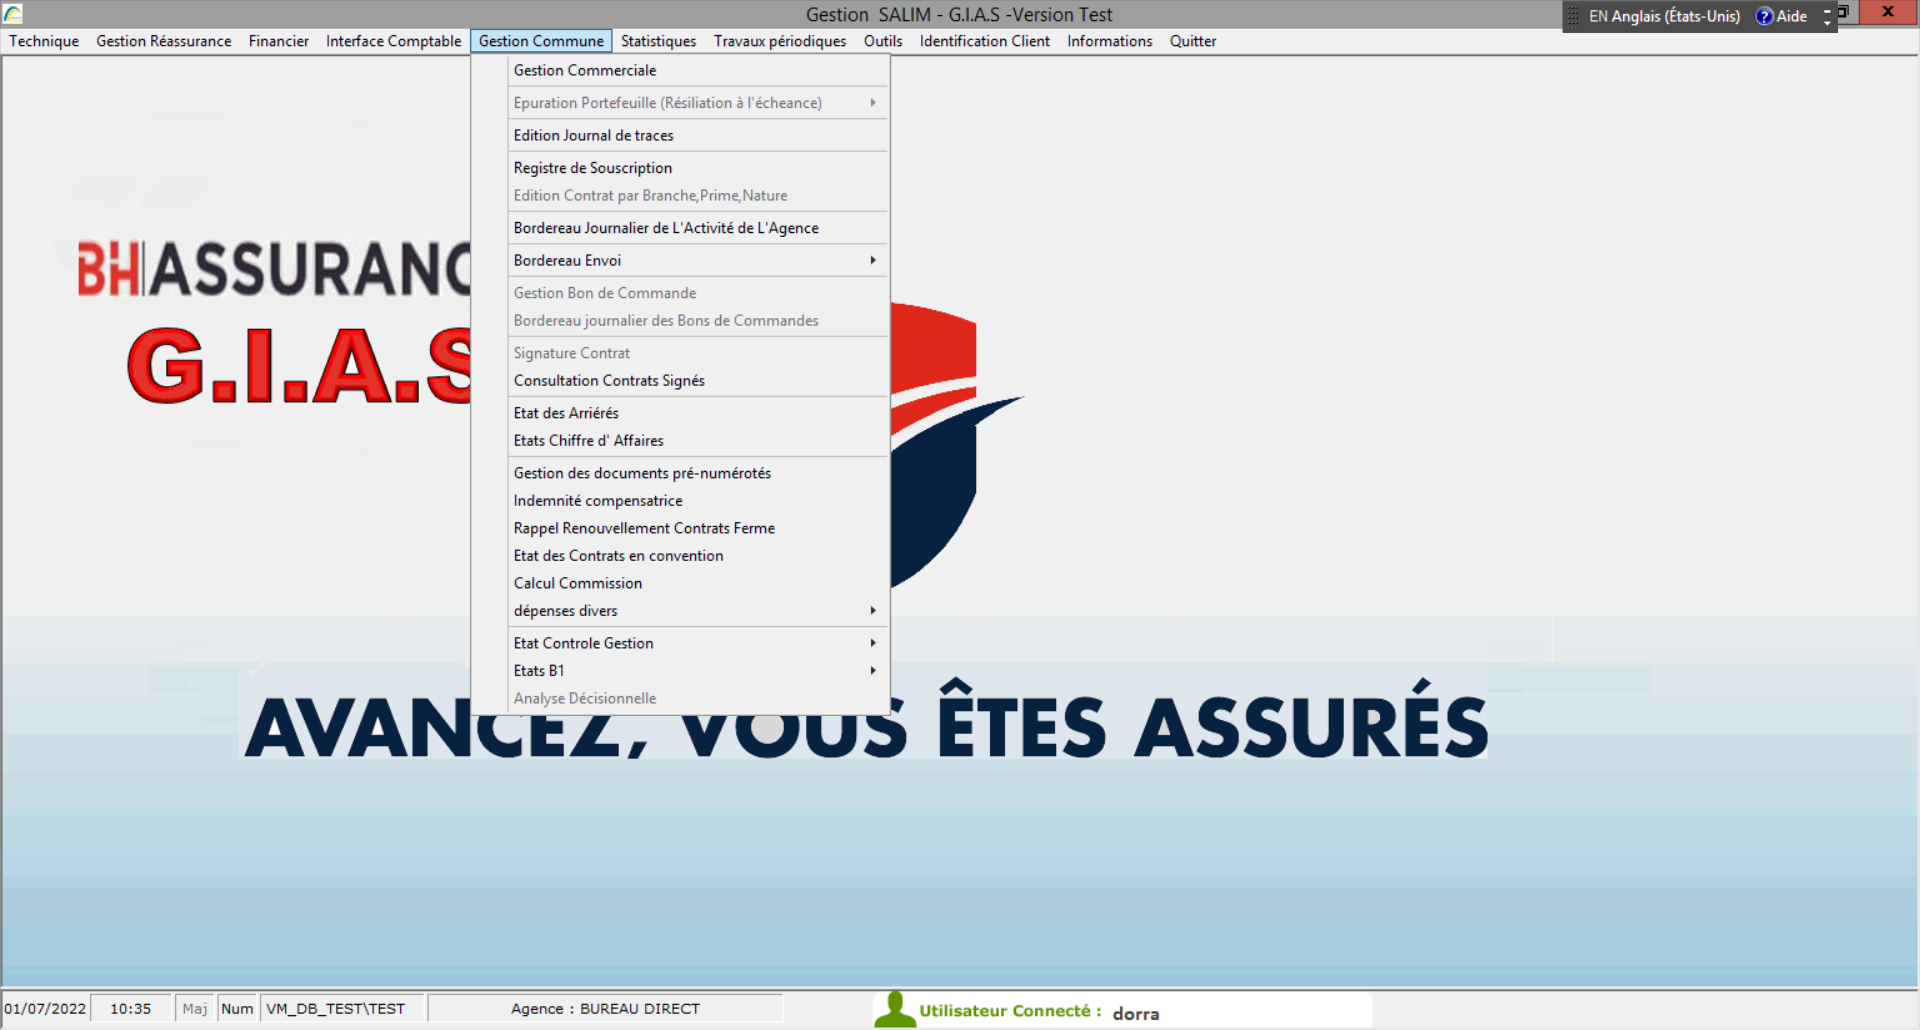 Gestion SALIM - G.I.A.S -Version Test
EN Anglais (États-Unis) Aide
Technique Gestion Réassurance Financier Interface Comptable Gestion Commune Statistiques Travaux périodiques Outils Identification Client Informations Quitter
Gestion Commerciale
Epuration Portefeuille (Résiliation à l'écheance)
Edition Journal de traces
Registre de Souscription
Edition Contrat par Branche,Prime,Nature
Bordereau Journalier de L'Activité de L'Agence
Bordereau Envoi
Gestion Bon de Commande
Bordereau journalier des Bons de Commandes
Signature Contrat
Consultation Contrats Signés
Etat des Arriérés
Etats Chiffre d' Affaires
Gestion des documents pré-numérotés
Indemnité compensatrice
Rappel Renouvellement Contrats Ferme
Etat des Contrats en convention
Calcul Commission
dépenses divers
Etat Controle Gestion
Etats B1
Analyse Décisionnelle
BH ASSURANC
G.I.A.S
AVANCEZ, VOUS ÊTES ASSURÉS
01/07/2022 10:35 Maj Num VM_DB_TEST\TEST Agence : BUREAU DIRECT Utilisateur Connecté : dorra